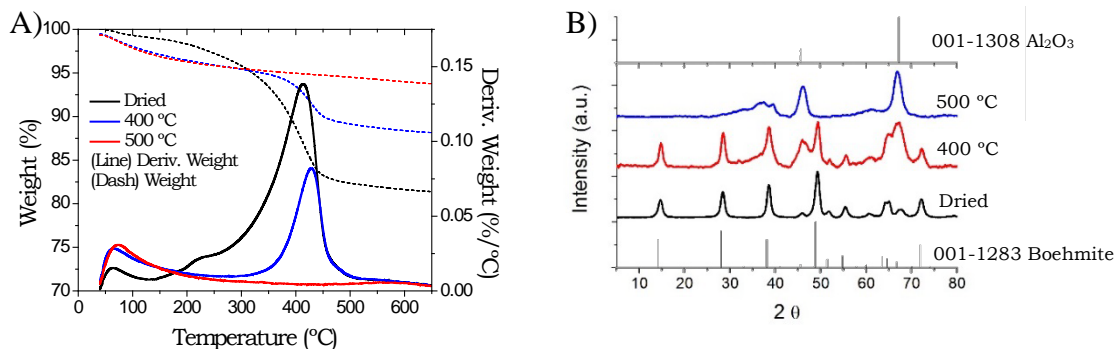 A)
100
95
90
85
80
75
70
Weight (%)
Dried
400 ºC
500 ºC
(Line) Deriv. Weight
(Dash) Weight
0.15
0.10
0.05
0.00
Deriv. Weight (%/ºC)
0 100 200 300 400 500 600
Temperature (ºC)
B)
Intensity (a.u.)
001-1308 Al₂O₃
500 ºC
400 ºC
Dried
001-1283 Boehmite
10 20 30 40 50 60 70 80
2 θ